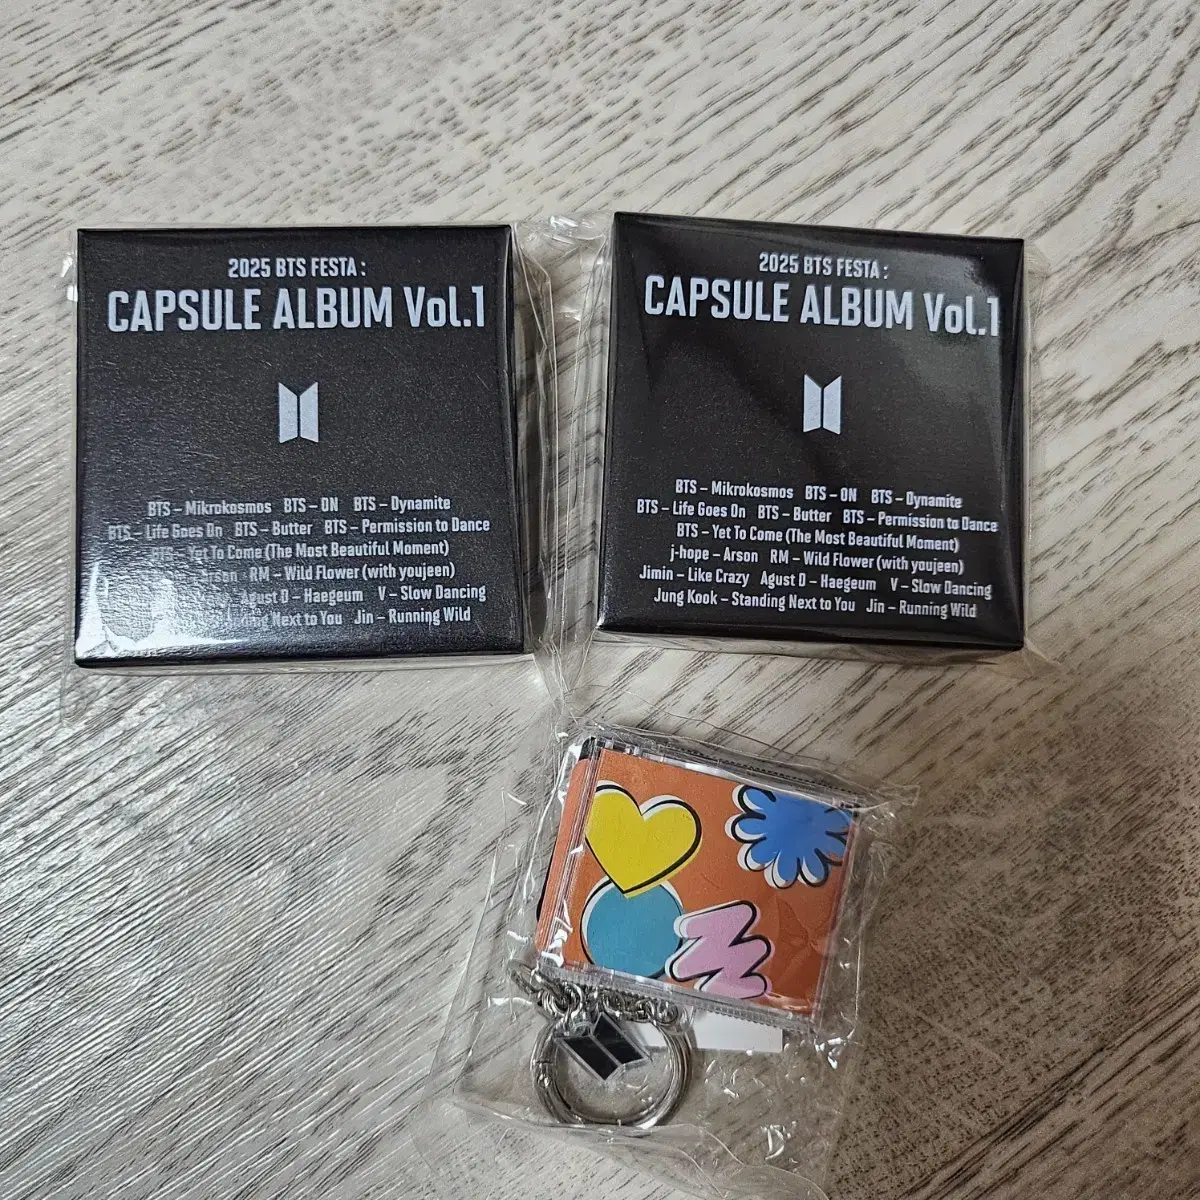 2025 BTS FESTA :
CAPSULE ALBUM Vol.1
BTS – Mikrokosmos BTS – ON BTS – Dynamite
BTS – Life Goes On BTS – Butter BTS – Permission to Dance
BTS – Yet To Come (The Most Beautiful Moment)
Arson RM – Wild Flower (with youjeen)
Agust D – Haegeum V – Slow Dancing
Next to You Jin – Running Wild
2025 BTS FESTA :
CAPSULE ALBUM Vol.1
BTS – Mikrokosmos BTS – ON BTS – Dynamite
BTS – Life Goes On BTS – Butter BTS – Permission to Dance
BTS – Yet To Come (The Most Beautiful Moment)
j-hope – Arson RM – Wild Flower (with youjeen)
Jimin – Like Crazy Agust D – Haegeum V – Slow Dancing
Jung Kook – Standing Next to You Jin – Running Wild